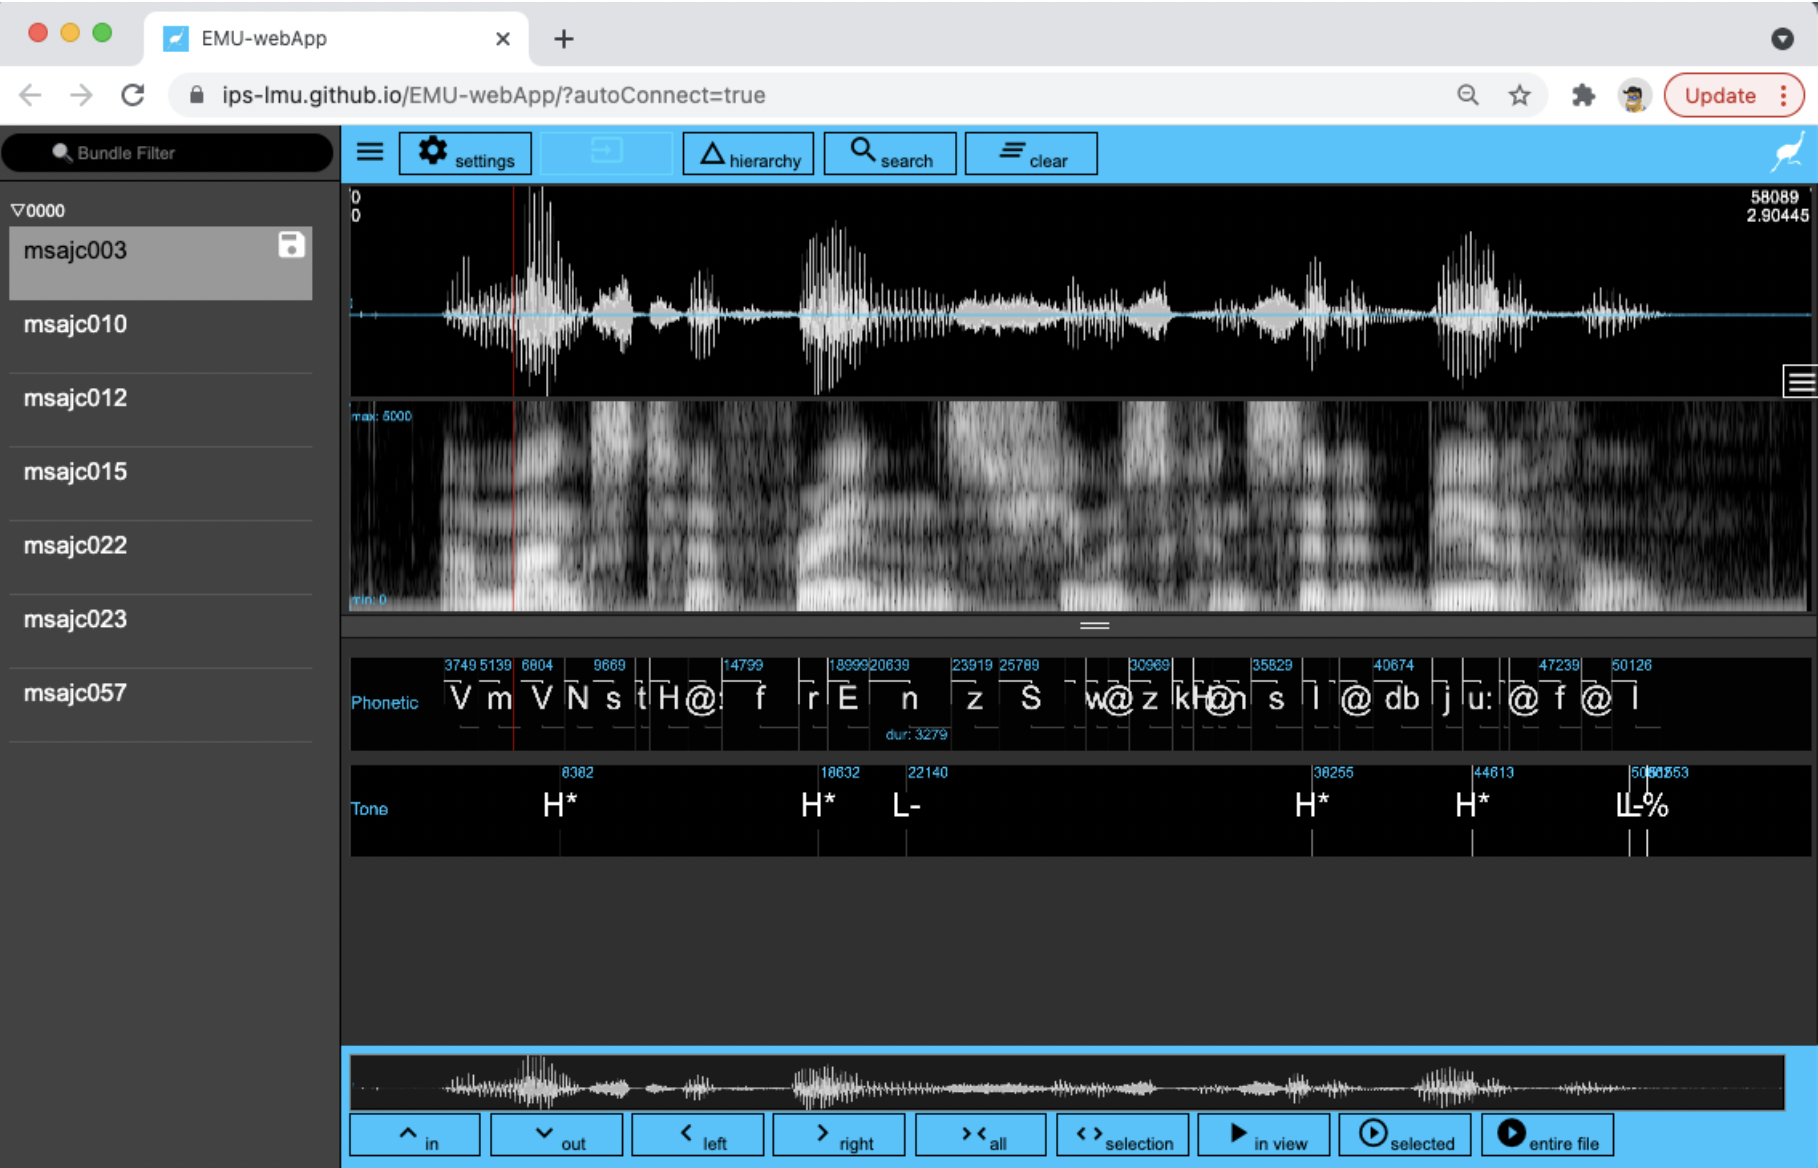 EMU-webApp
ips-lmu.github.io/EMU-webApp/?autoConnect=true
Update
Bundle Filter
settings
hierarchy
search
clear
▽0000
msajc003
msajc010
msajc012
msajc015
msajc022
msajc023
msajc057
0
0
58089
2.90445
max: 5000
min: 0
3749 5139 6804 9669 14799 18999 20639 23919 25789 30969 35829 40674 47239 50126
Phonetic
V m V N s t H @: f r E n z S w @ z k H @ n s l @ db j u: @ f @ l
dur: 3279
8382 18632 22140 38255 44613
Tone
H* H* L- H* H* L- L%
in
out
left
right
all
selection
in view
selected
entire file